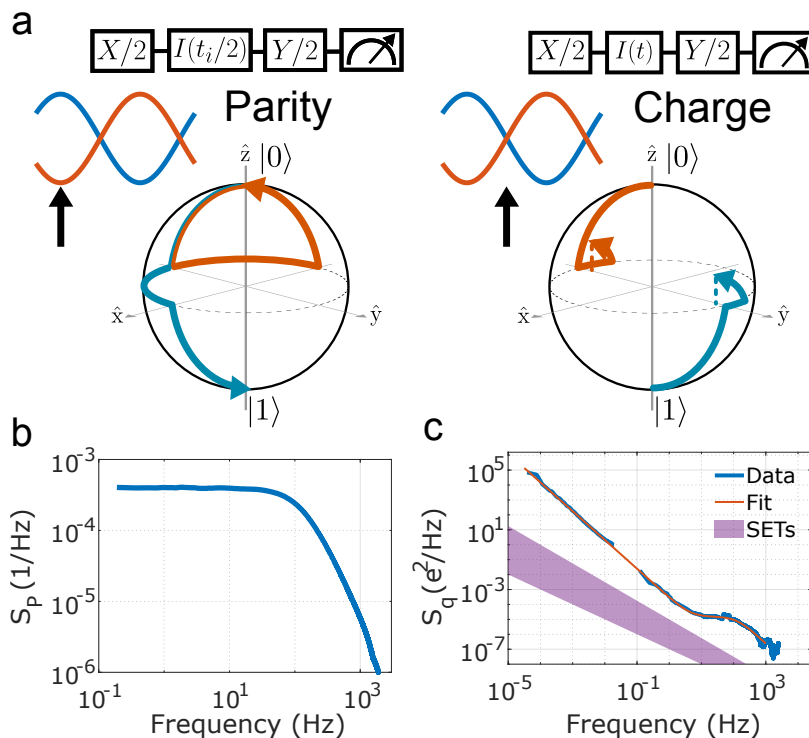 a
X/2 I(t_i/2) Y/2
X/2 I(t) Y/2
Parity
Charge
ẑ |0⟩
ẑ |0⟩
x̂ ŷ
x̂ ŷ
|1⟩
|1⟩
b
c
10^-3
10^-4
10^-5
10^-6
S_P (1/Hz)
10^-1 10^1 10^3
Frequency (Hz)
10^5
10^1
10^-3
10^-7
S_q (e^2/Hz)
Data
Fit
SETs
10^-5 10^-1 10^3
Frequency (Hz)